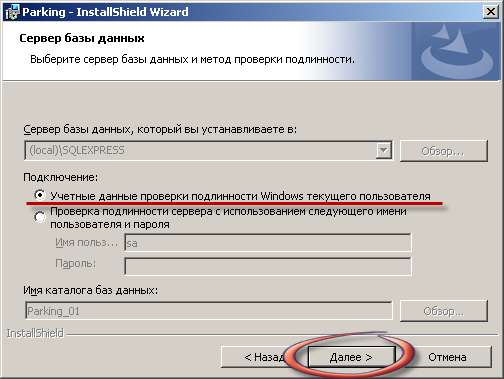 Parking - InstallShield Wizard
Сервер базы данных
Выберите сервер базы данных и метод проверки подлинности.
Сервер базы данных, который вы устанавливаете в:
(local)\SQLEXPRESS
Обзор...
Подключение:
Учетные данные проверки подлинности Windows текущего пользователя
Проверка подлинности сервера с использованием следующего имени
пользователя и пароля
Имя польз...
sa
Пароль:
Имя каталога баз данных:
Parking_01
Обзор...
InstallShield
< Назад
Далее >
Отмена